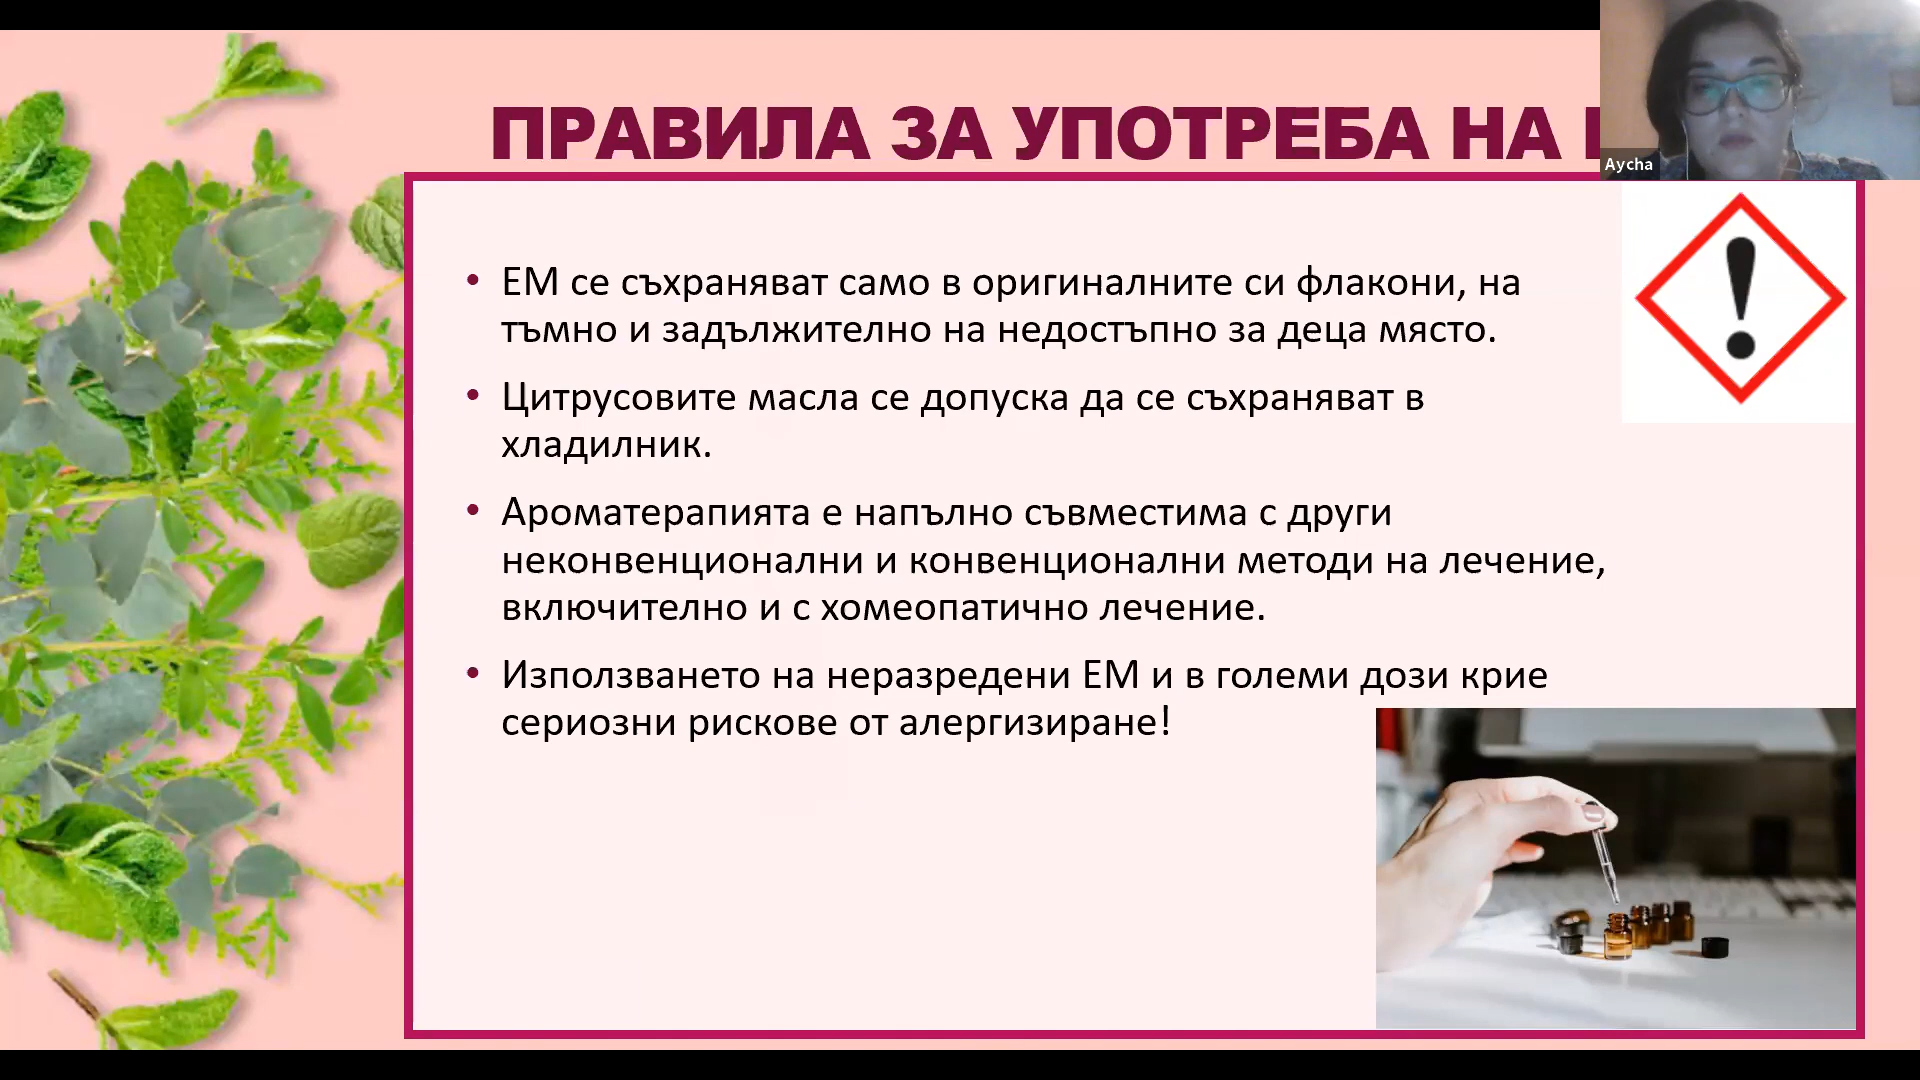 ПРАВИЛА ЗА УПОТРЕБА НА
Aycha
• ЕМ се съхраняват само в оригиналните си флакони, на
тъмно и задължително на недостъпно за деца място.
• Цитрусовите масла се допуска да се съхраняват в
хладилник.
• Ароматерапията е напълно съвместима с други
неконвенционални и конвенционални методи на лечение,
включително и с хомеопатично лечение.
• Използването на неразредени ЕМ и в големи дози крие
сериозни рискове от алергизиране!